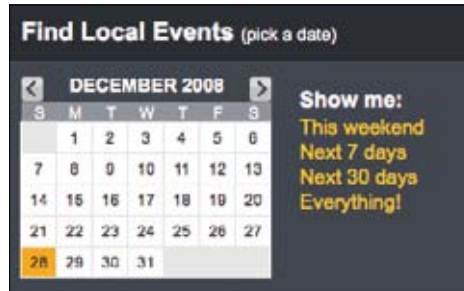 Find Local Events (pick a date)
DECEMBER 2008
S M T W T F S
1 2 3 4 5 6
7 8 9 10 11 12 13
14 15 16 17 18 19 20
21 22 23 24 25 26 27
28 29 30 31
Show me:
This weekend
Next 7 days
Next 30 days
Everything!